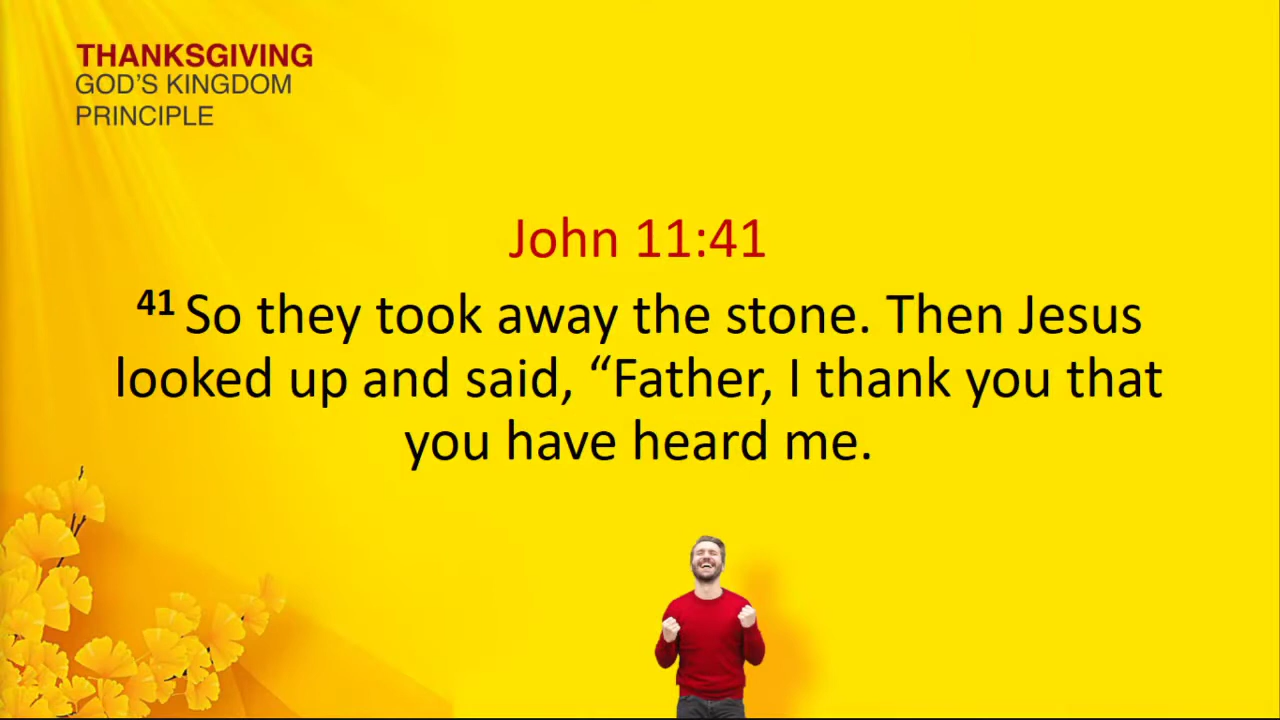 THANKSGIVING
GOD'S KINGDOM
PRINCIPLE
John 11:41
41 So they took away the stone. Then Jesus
looked up and said, “Father, I thank you that
you have heard me.